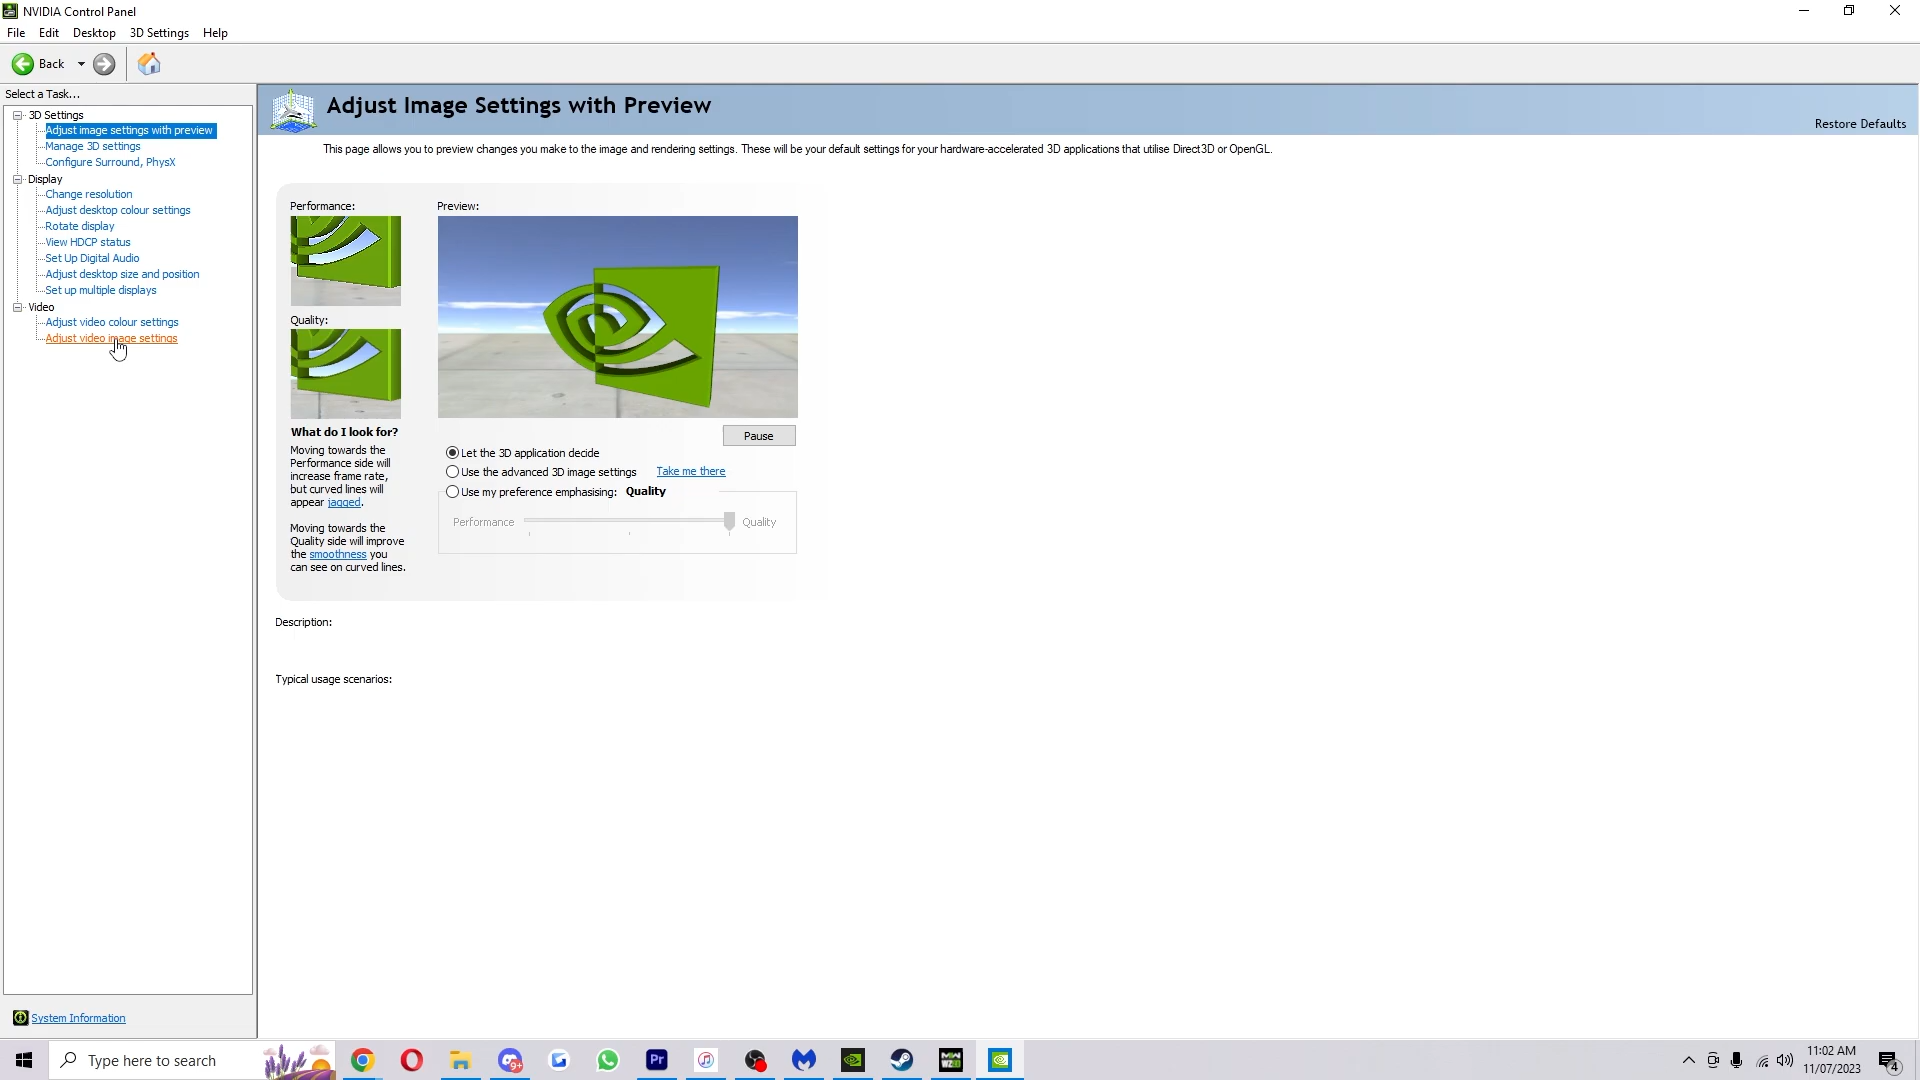 NVIDIA Control Panel
File Edit Desktop 3D Settings Help
Back
Select a Task...
3D Settings
Adjust image settings with preview
Manage 3D settings
Configure Surround, PhysX
Display
Change resolution
Adjust desktop colour settings
Rotate display
View HDCP status
Set Up Digital Audio
Adjust desktop size and position
Set up multiple displays
Video
Adjust video colour settings
Adjust video image settings
System Information
Adjust Image Settings with Preview
Restore Defaults
This page allows you to preview changes you make to the image and rendering settings. These will be your default settings for your hardware-accelerated 3D applications that utilise Direct3D or OpenGL.
Performance:
Quality:
What do I look for?
Moving towards the
Performance side will
increase frame rate,
but curved lines will
appear jagged.
Moving towards the
Quality side will improve
the smoothness you
can see on curved lines.
Preview:
Pause
Let the 3D application decide
Use the advanced 3D image settings Take me there
Use my preference emphasising: Quality
Performance Quality
Description:
Typical usage scenarios:
Type here to search
9+
Pr
MW
WZ
11:02 AM
11/07/2023
4